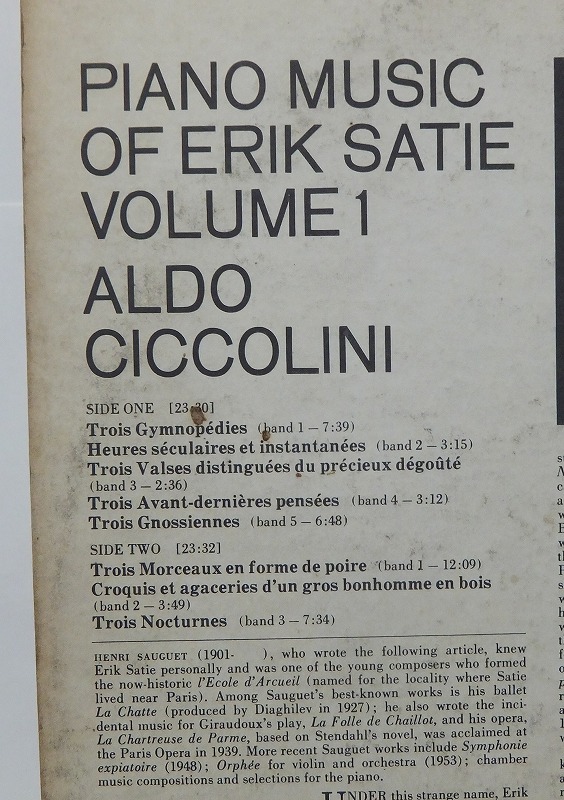 PIANO MUSIC
OF ERIK SATIE
VOLUME 1
ALDO
CICCOLINI
SIDE ONE [23:30]
Trois Gymnopédies (band 1 — 7:39)
Heures séculaires et instantanées (band 2 — 3:15)
Trois Valses distinguées du précieux dégoûté
(band 3 — 2:36)
Trois Avant-dernières pensées (band 4 — 3:12)
Trois Gnossiennes (band 5 — 6:48)
SIDE TWO [23:32]
Trois Morceaux en forme de poire (band 1 — 12:09)
Croquis et agaceries d'un gros bonhomme en bois
(band 2 — 3:49)
Trois Nocturnes (band 3 — 7:34)
HENRI SAUGUET (1901- ), who wrote the following article, knew
Erik Satie personally and was one of the young composers who formed
the now-historic l'Ecole d'Arcueil (named for the locality where Satie
lived near Paris). Among Sauguet's best-known works is his ballet
La Chatte (produced by Diaghilev in 1927); he also wrote the inci-
dental music for Giraudoux's play, La Folle de Chaillot, and his opera,
La Chartreuse de Parme, based on Stendahl's novel, was acclaimed at
the Paris Opera in 1939. More recent Sauguet works include Symphonie
expiatoire (1948); Orphée for violin and orchestra (1953); chamber
music compositions and selections for the piano.
UNDER this strange name, Erik